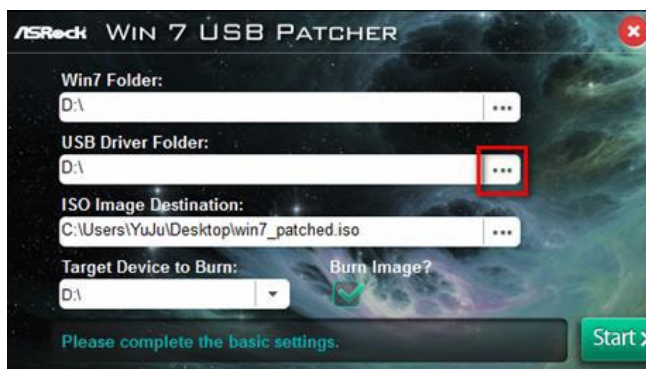 ASRock WIN 7 USB PATCHER
Win7 Folder:
D:\
...
USB Driver Folder:
D:\
...
ISO Image Destination:
C:\Users\YuJu\Desktop\win7_patched.iso
...
Target Device to Burn: Burn Image?
D:\
Please complete the basic settings.
Start